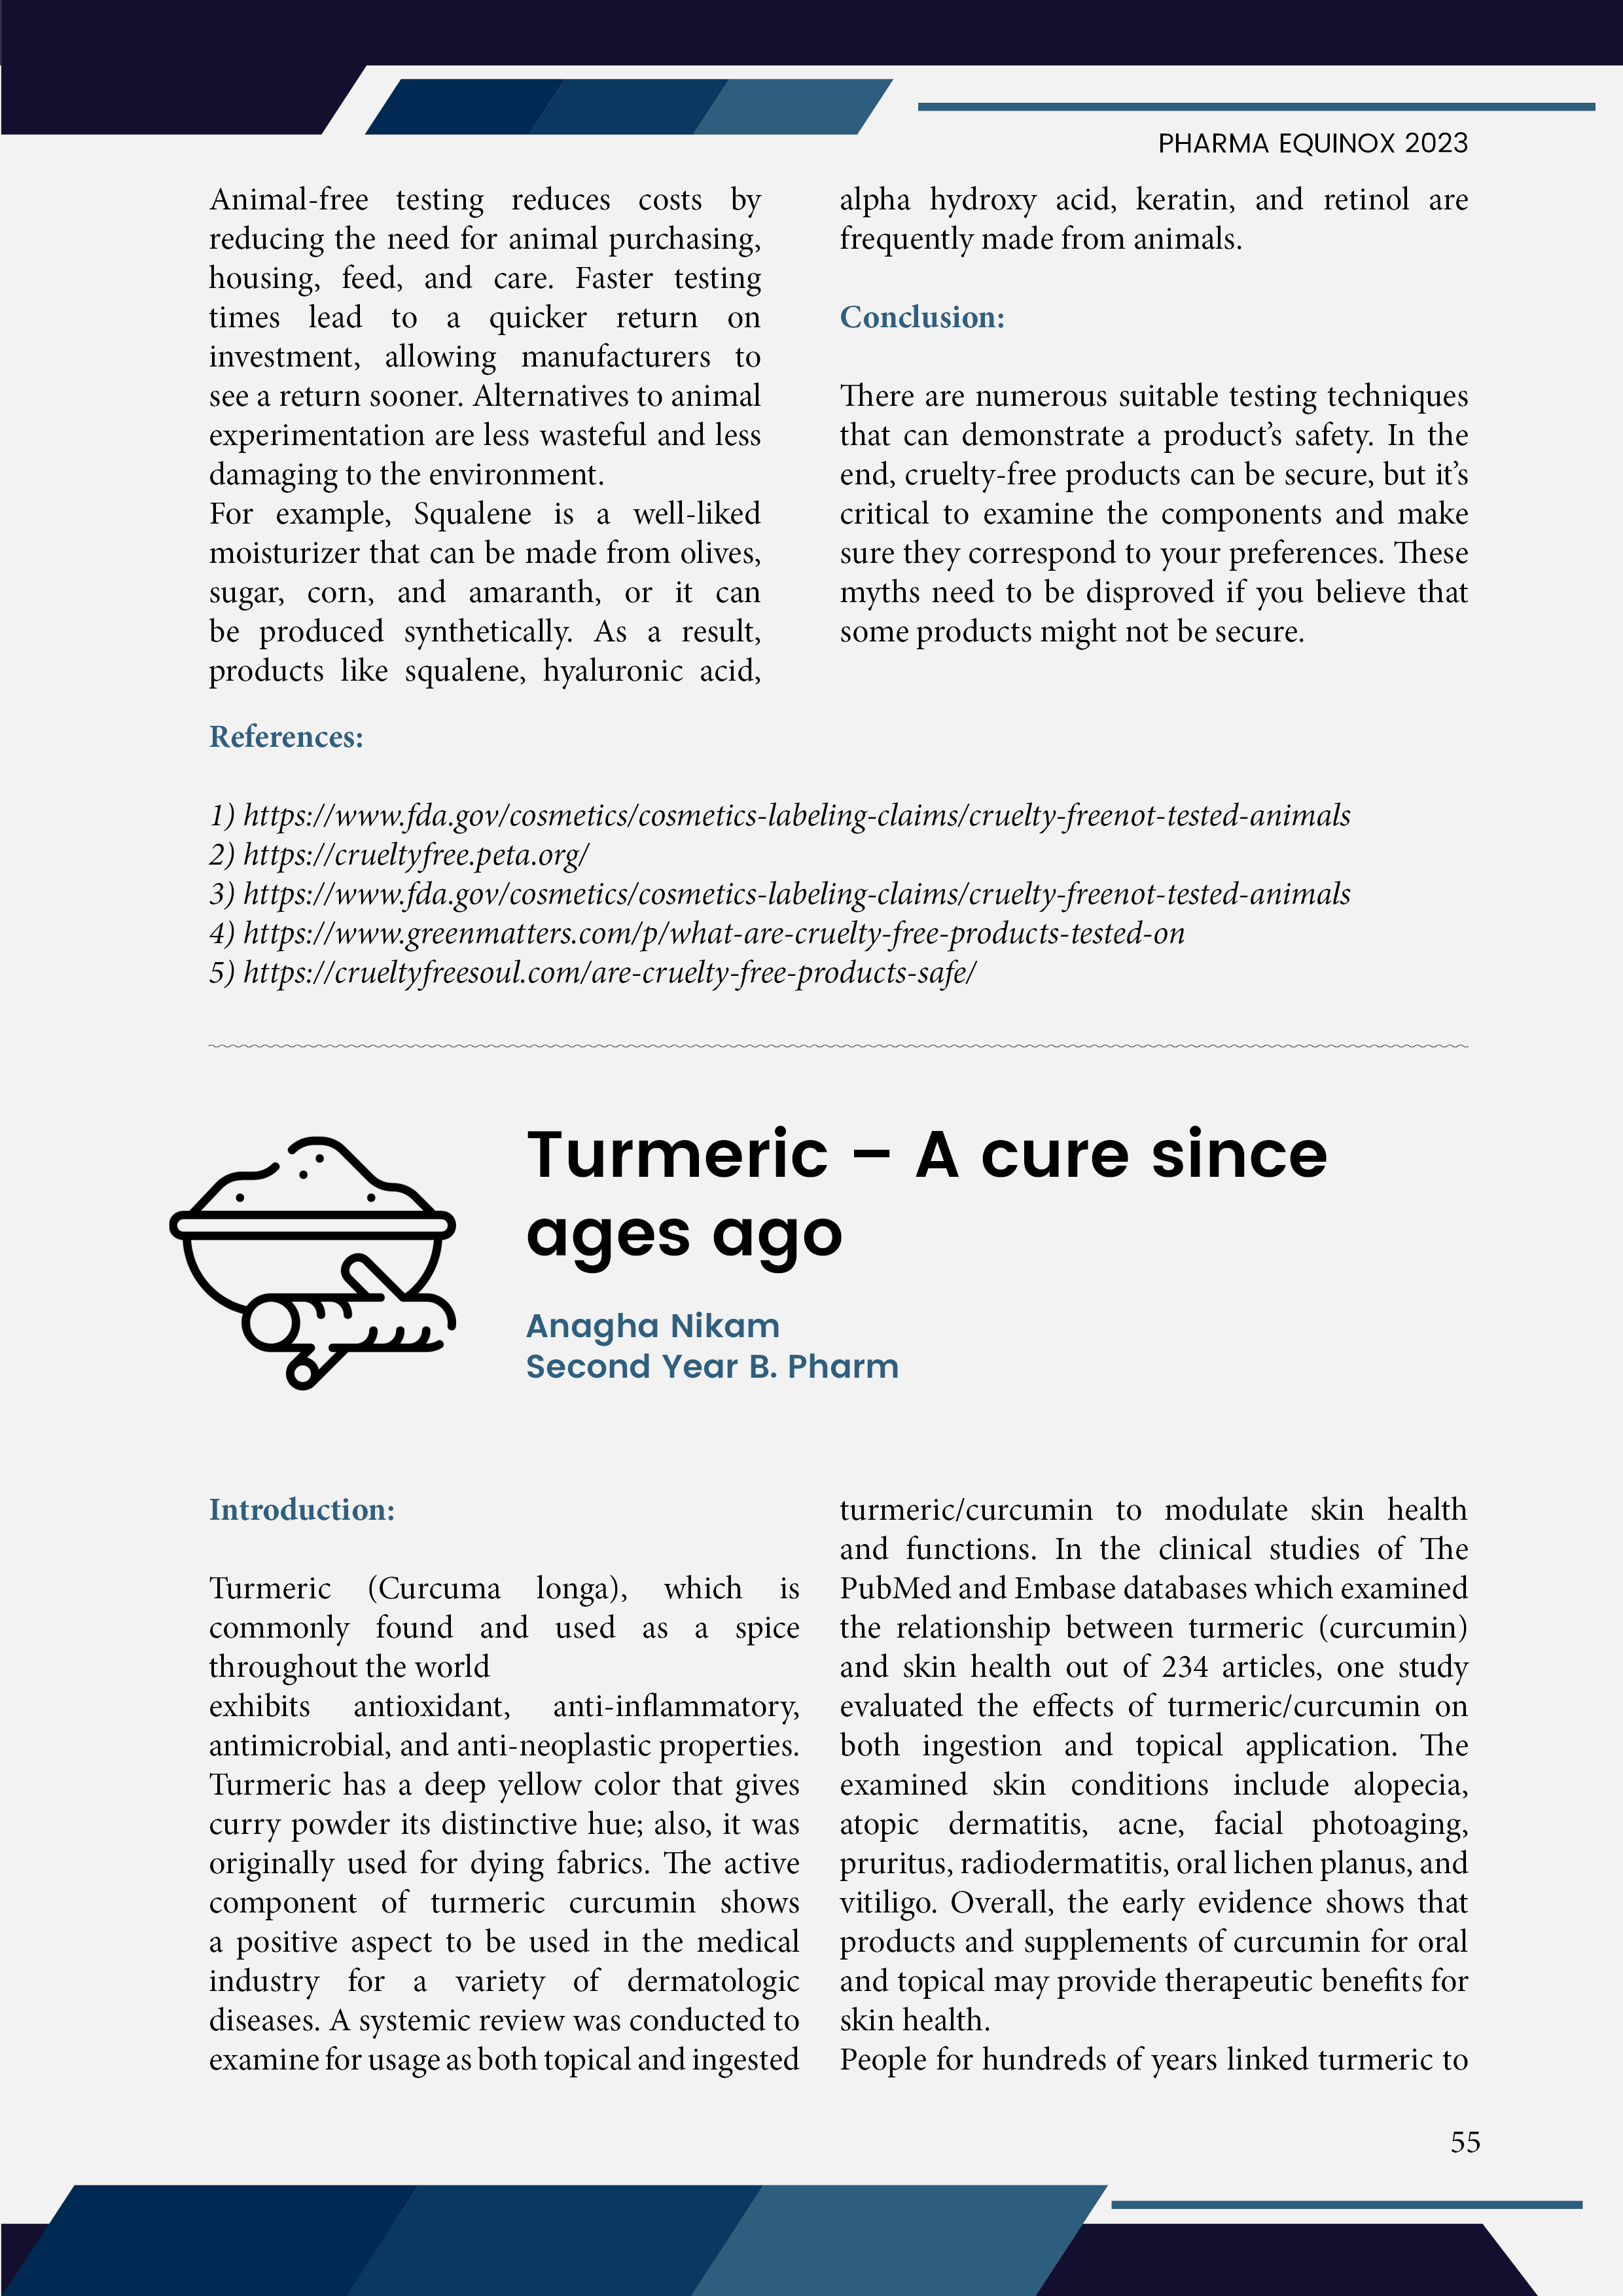 PHARMA EQUINOX 2023
Animal-free testing reduces costs by
reducing the need for animal purchasing,
housing, feed, and care. Faster testing
times lead to a quicker return on
investment, allowing manufacturers to
see a return sooner. Alternatives to animal
experimentation are less wasteful and less
damaging to the environment.
For example, Squalene is a well-liked
moisturizer that can be made from olives,
sugar, corn, and amaranth, or it can
be produced synthetically. As a result,
products like squalene, hyaluronic acid,
alpha hydroxy acid, keratin, and retinol are
frequently made from animals.
Conclusion:
There are numerous suitable testing techniques
that can demonstrate a product’s safety. In the
end, cruelty-free products can be secure, but it’s
critical to examine the components and make
sure they correspond to your preferences. These
myths need to be disproved if you believe that
some products might not be secure.
References:
1) https://www.fda.gov/cosmetics/cosmetics-labeling-claims/cruelty-freenot-tested-animals
2) https://crueltyfree.peta.org/
3) https://www.fda.gov/cosmetics/cosmetics-labeling-claims/cruelty-freenot-tested-animals
4) https://www.greenmatters.com/p/what-are-cruelty-free-products-tested-on
5) https://crueltyfreesoul.com/are-cruelty-free-products-safe/
Turmeric – A cure since
ages ago
Anagha Nikam
Second Year B. Pharm
Introduction:
Turmeric (Curcuma longa), which is
commonly found and used as a spice
throughout the world
exhibits antioxidant, anti-inflammatory,
antimicrobial, and anti-neoplastic properties.
Turmeric has a deep yellow color that gives
curry powder its distinctive hue; also, it was
originally used for dying fabrics. The active
component of turmeric curcumin shows
a positive aspect to be used in the medical
industry for a variety of dermatologic
diseases. A systemic review was conducted to
examine for usage as both topical and ingested
turmeric/curcumin to modulate skin health
and functions. In the clinical studies of The
PubMed and Embase databases which examined
the relationship between turmeric (curcumin)
and skin health out of 234 articles, one study
evaluated the effects of turmeric/curcumin on
both ingestion and topical application. The
examined skin conditions include alopecia,
atopic dermatitis, acne, facial photoaging,
pruritus, radiodermatitis, oral lichen planus, and
vitiligo. Overall, the early evidence shows that
products and supplements of curcumin for oral
and topical may provide therapeutic benefits for
skin health.
People for hundreds of years linked turmeric to
55